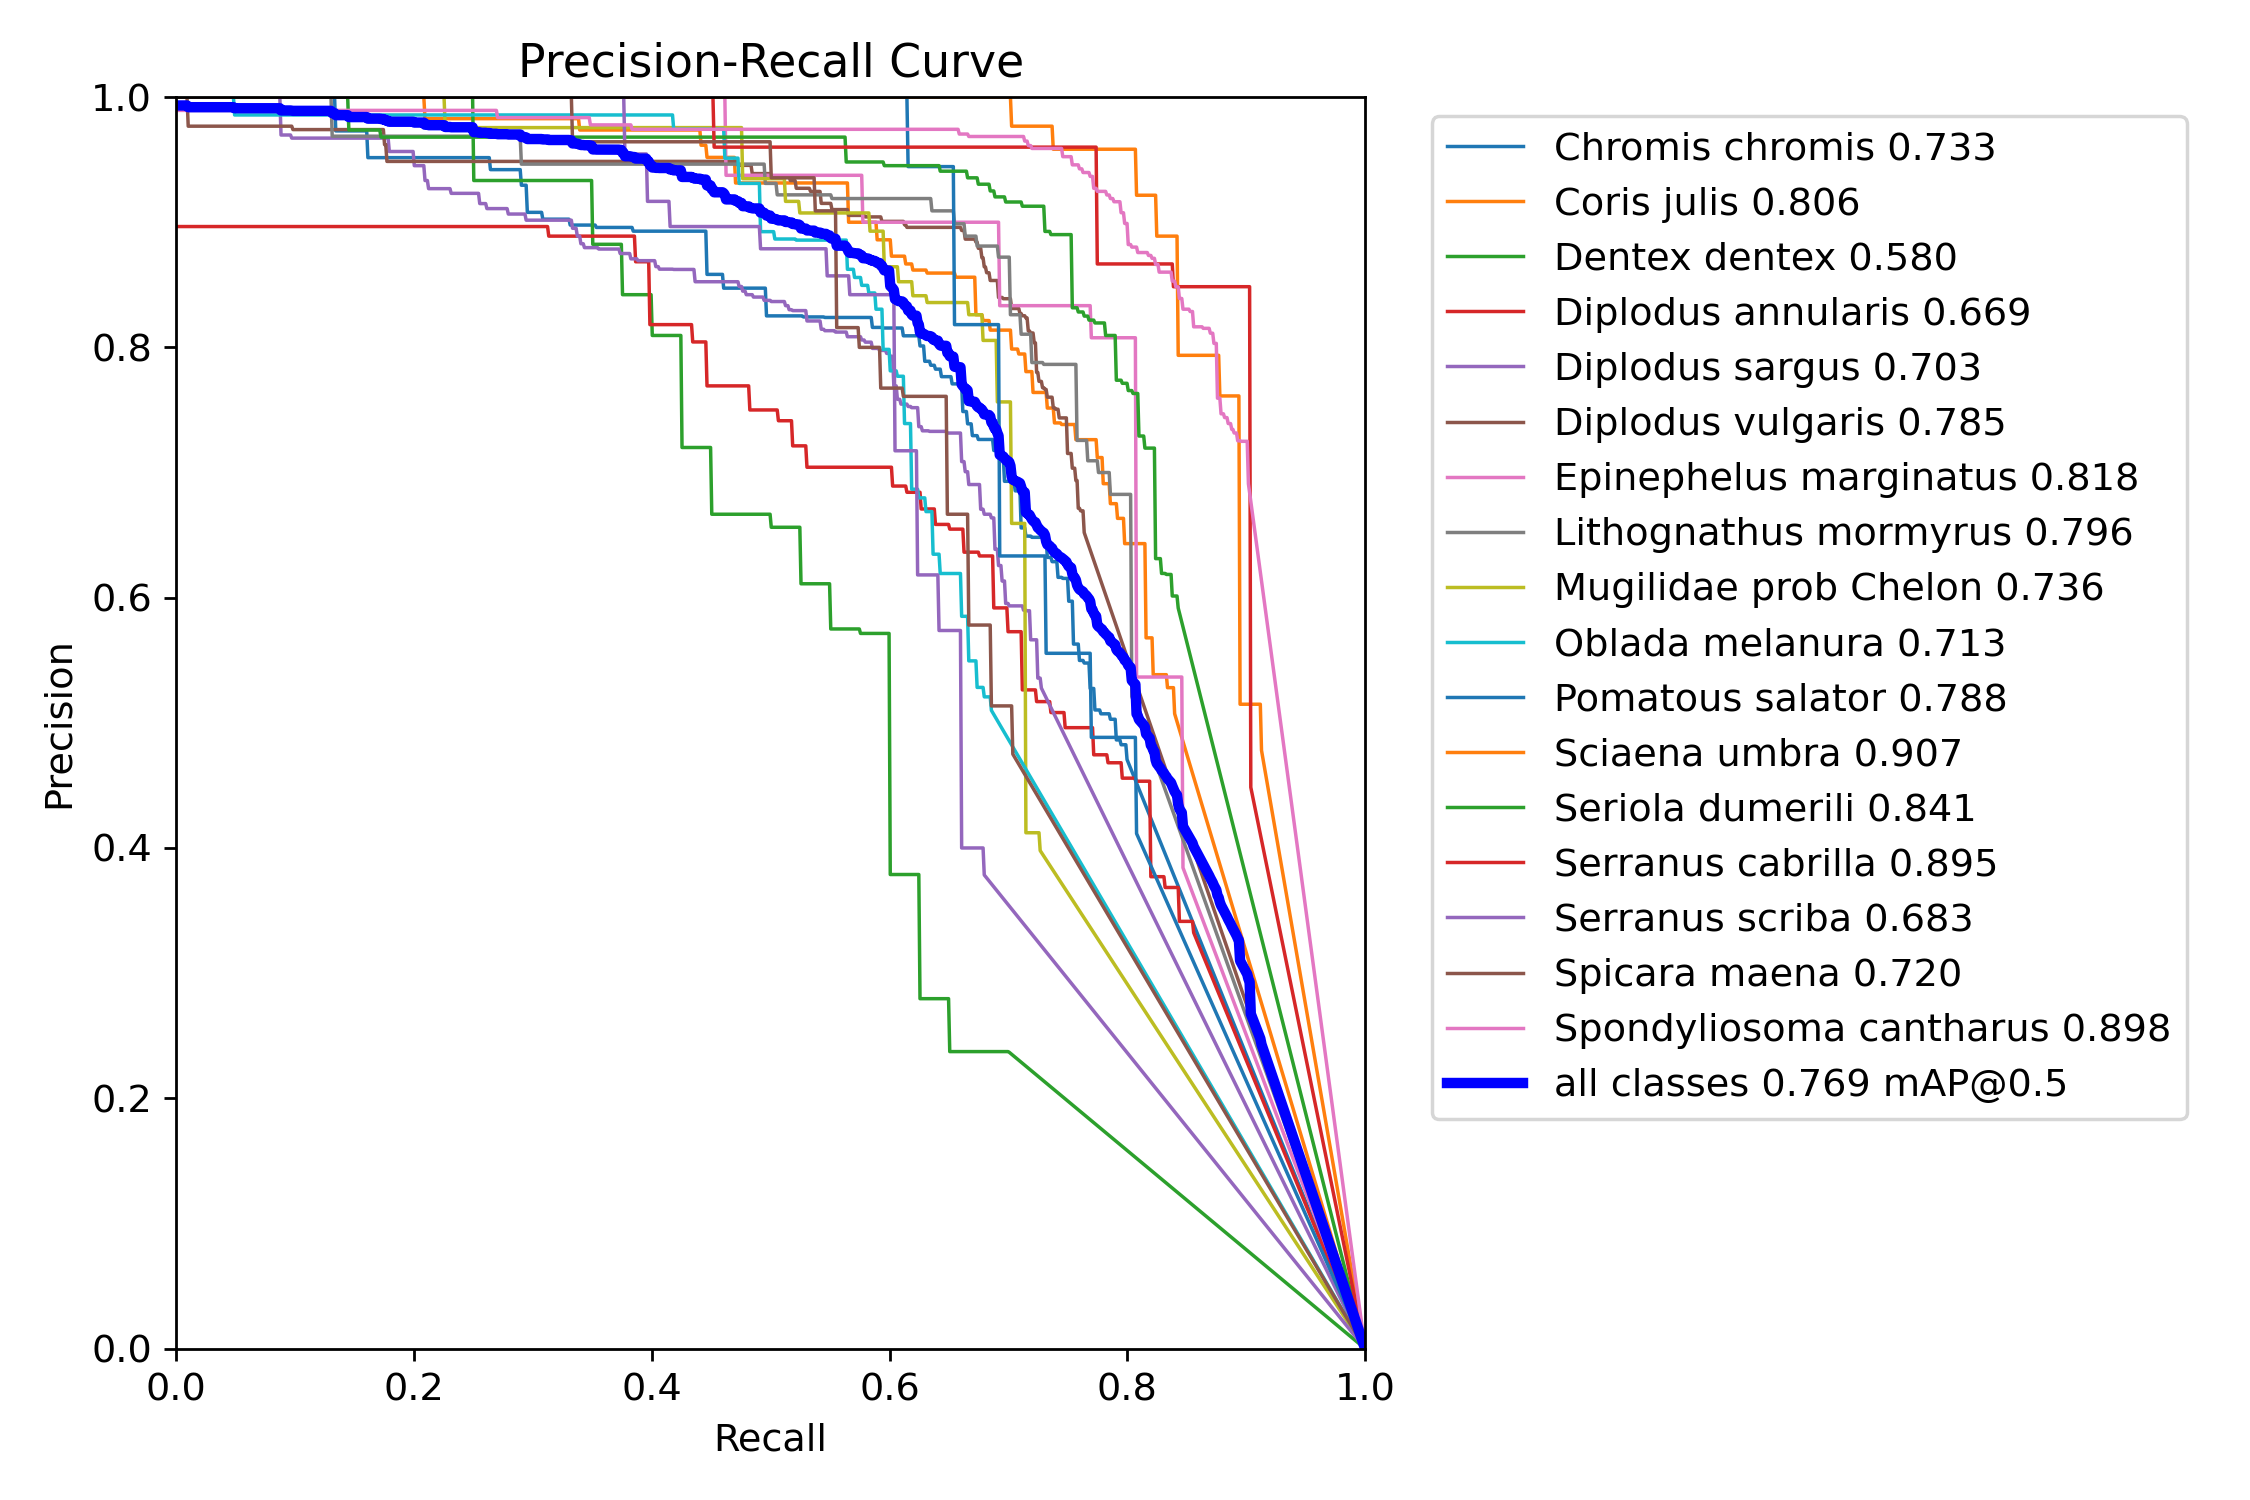 Precision-Recall Curve
1.0
0.8
0.6
0.4
0.2
0.0
Precision
0.0 0.2 0.4 0.6 0.8 1.0
Recall
Chromis chromis 0.733
Coris julis 0.806
Dentex dentex 0.580
Diplodus annularis 0.669
Diplodus sargus 0.703
Diplodus vulgaris 0.785
Epinephelus marginatus 0.818
Lithognathus mormyrus 0.796
Mugilidae prob Chelon 0.736
Oblada melanura 0.713
Pomatous salator 0.788
Sciaena umbra 0.907
Seriola dumerili 0.841
Serranus cabrilla 0.895
Serranus scriba 0.683
Spicara maena 0.720
Spondyliosoma cantharus 0.898
all classes 0.769 mAP@0.5